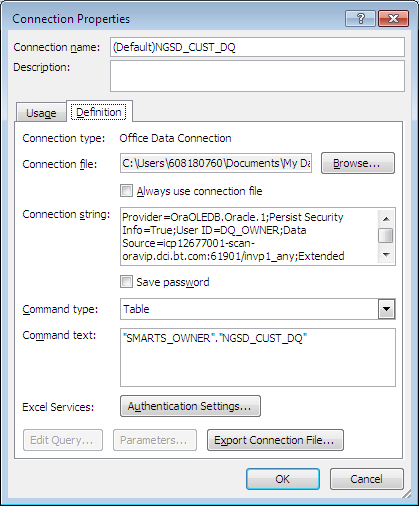 Connection Properties
Connection name: (Default)NGSD_CUST_DQ
Description:
Usage Definition
Connection type: Office Data Connection
Connection file: C:\Users\608180760\Documents\My Da Browse...
Always use connection file
Connection string: Provider=OraOLEDB.Oracle.1;Persist Security
Info=True;User ID=DQ_OWNER;Data
Source=icp12677001-scan-
oravip.dci.bt.com:61901/invp1_any;Extended
Save password
Command type: Table
Command text: "SMARTS_OWNER"."NGSD_CUST_DQ"
Excel Services: Authentication Settings...
Edit Query... Parameters... Export Connection File...
OK Cancel